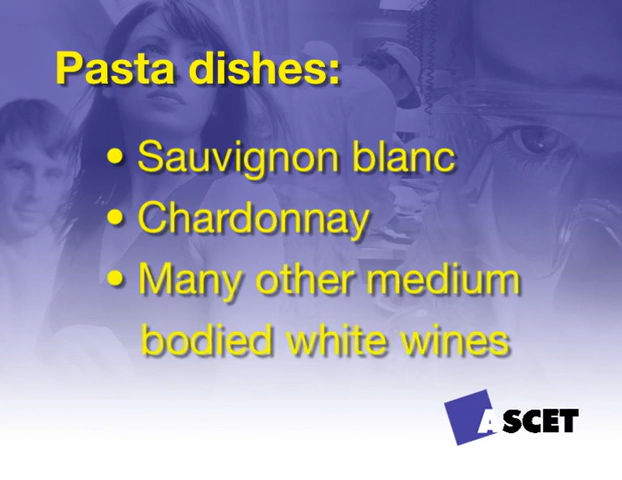 Pasta dishes:
• Sauvignon blanc
• Chardonnay
• Many other medium
bodied white wines
ASCET